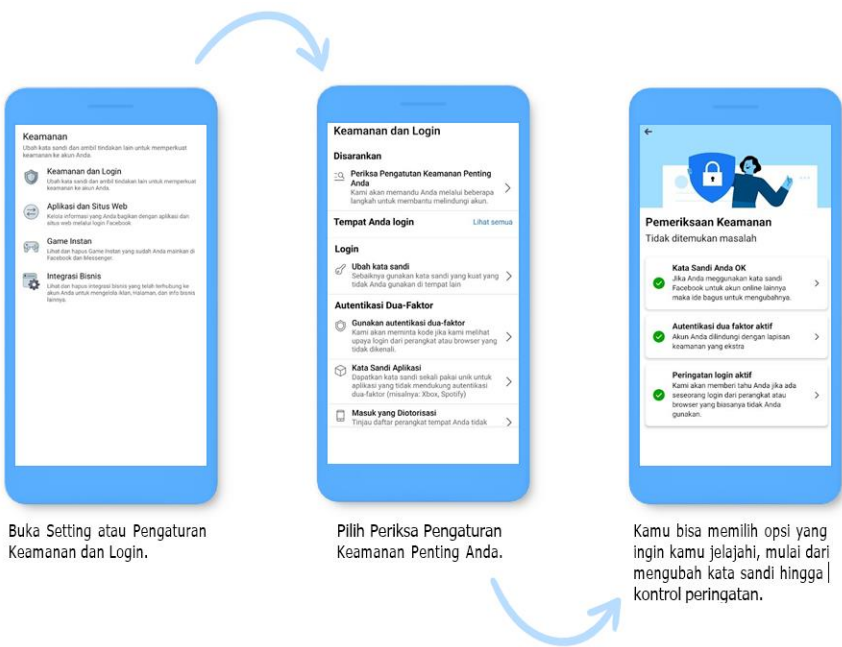 Keamanan
Ubah kata sandi dan ambil tindakan lain untuk memperkuat
keamanan ke akun Anda.
Keamanan dan Login
Ubah kata sandi dan ambil tindakan lain untuk memperkuat
keamanan ke akun Anda.
Aplikasi dan Situs Web
Kelola informasi yang Anda bagikan dengan aplikasi dan
situs web melalui login Facebook.
Game Instan
Lihat dan hapus Game Instan yang sudah Anda mainkan di
Facebook dan Messenger.
Integrasi Bisnis
Lihat dan hapus integrasi bisnis yang telah terhubung ke
akun Anda untuk mengelola iklan, Halaman, dan info bisnis
lainnya.
Buka Setting atau Pengaturan
Keamanan dan Login.
Keamanan dan Login
Disarankan
Periksa Pengatutan Keamanan Penting
Anda
Kami akan memandu Anda melalui beberapa
langkah untuk membantu melindungi akun.
Tempat Anda login Lihat semua
Login
Ubah kata sandi
Sebaiknya gunakan kata sandi yang kuat yang
tidak Anda gunakan di tempat lain
Autentikasi Dua-Faktor
Gunakan autentikasi dua-faktor
Kami akan meminta kode jika kami melihat
upaya login dari perangkat atau browser yang
tidak dikenali.
Kata Sandi Aplikasi
Dapatkan kata sandi sekali pakai unik untuk
aplikasi yang tidak mendukung autentikasi
dua-faktor (misalnya: Xbox, Spotify)
Masuk yang Diotorisasi
Tinjau daftar perangkat tempat Anda tidak
Pilih Periksa Pengaturan
Keamanan Penting Anda.
Pemeriksaan Keamanan
Tidak ditemukan masalah
Kata Sandi Anda OK
Jika Anda meggunakan kata sandi
Facebook untuk akun online lainnya
maka ide bagus untuk mengubahnya.
Autentikasi dua faktor aktif
Akun Anda dilindungi dengan lapisan
keamanan yang ekstra
Peringatan login aktif
Kami akan memberi tahu Anda jika ada
seseorang login dari perangkat atau
browser yang biasanya tidak Anda
gunakan.
Kamu bisa memilih opsi yang
ingin kamu jelajahi, mulai dari
mengubah kata sandi hingga
kontrol peringatan.